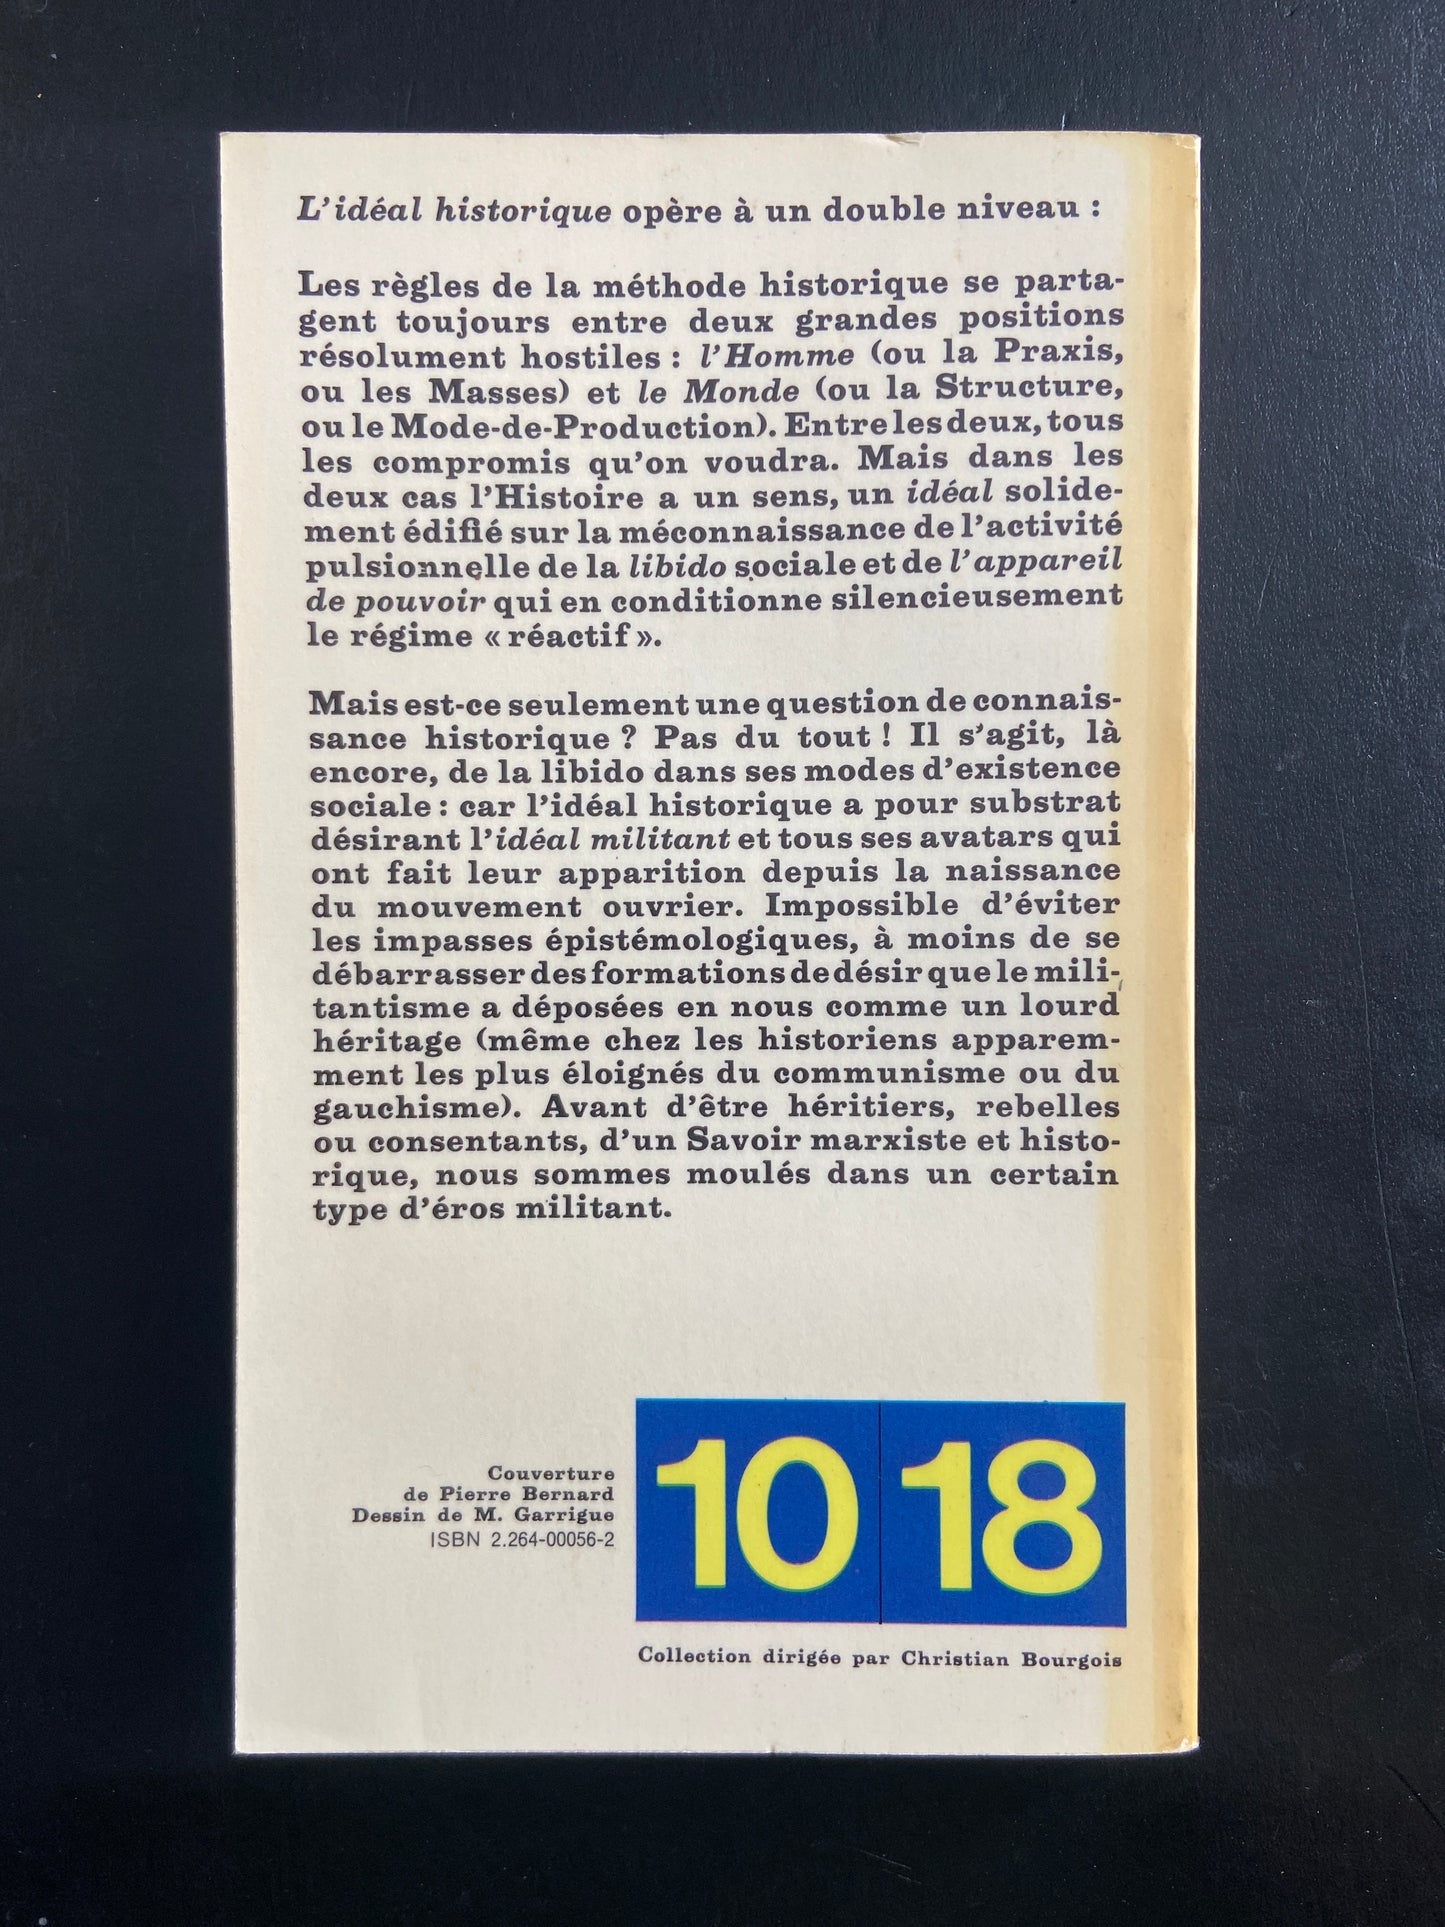 L'idéal historique opère à un double niveau :
Les règles de la méthode historique se parta-
gent toujours entre deux grandes positions
résolument hostiles : l'Homme (ou la Praxis,
ou les Masses) et le Monde (ou la Structure,
ou le Mode-de-Production). Entre les deux, tous
les compromis qu'on voudra. Mais dans les
deux cas l'Histoire a un sens, un idéal solide-
ment édifié sur la méconnaissance de l'activité
pulsionnelle de la libido sociale et de l'appareil
de pouvoir qui en conditionne silencieusement
le régime « réactif ».
Mais est-ce seulement une question de connais-
sance historique ? Pas du tout ! Il s'agit, là
encore, de la libido dans ses modes d'existence
sociale : car l'idéal historique a pour substrat
désirant l'idéal militant et tous ses avatars qui
ont fait leur apparition depuis la naissance
du mouvement ouvrier. Impossible d'éviter
les impasses épistémologiques, à moins de se
débarrasser des formations de désir que le mili-
tantisme a déposées en nous comme un lourd
héritage (même chez les historiens apparem-
ment les plus éloignés du communisme ou du
gauchisme). Avant d'être héritiers, rebelles
ou consentants, d'un Savoir marxiste et histo-
rique, nous sommes moulés dans un certain
type d'éros militant.
Couverture
de Pierre Bernard
Dessin de M. Garrigue
ISBN 2.264-00056-2
10 18
Collection dirigée par Christian Bourgois